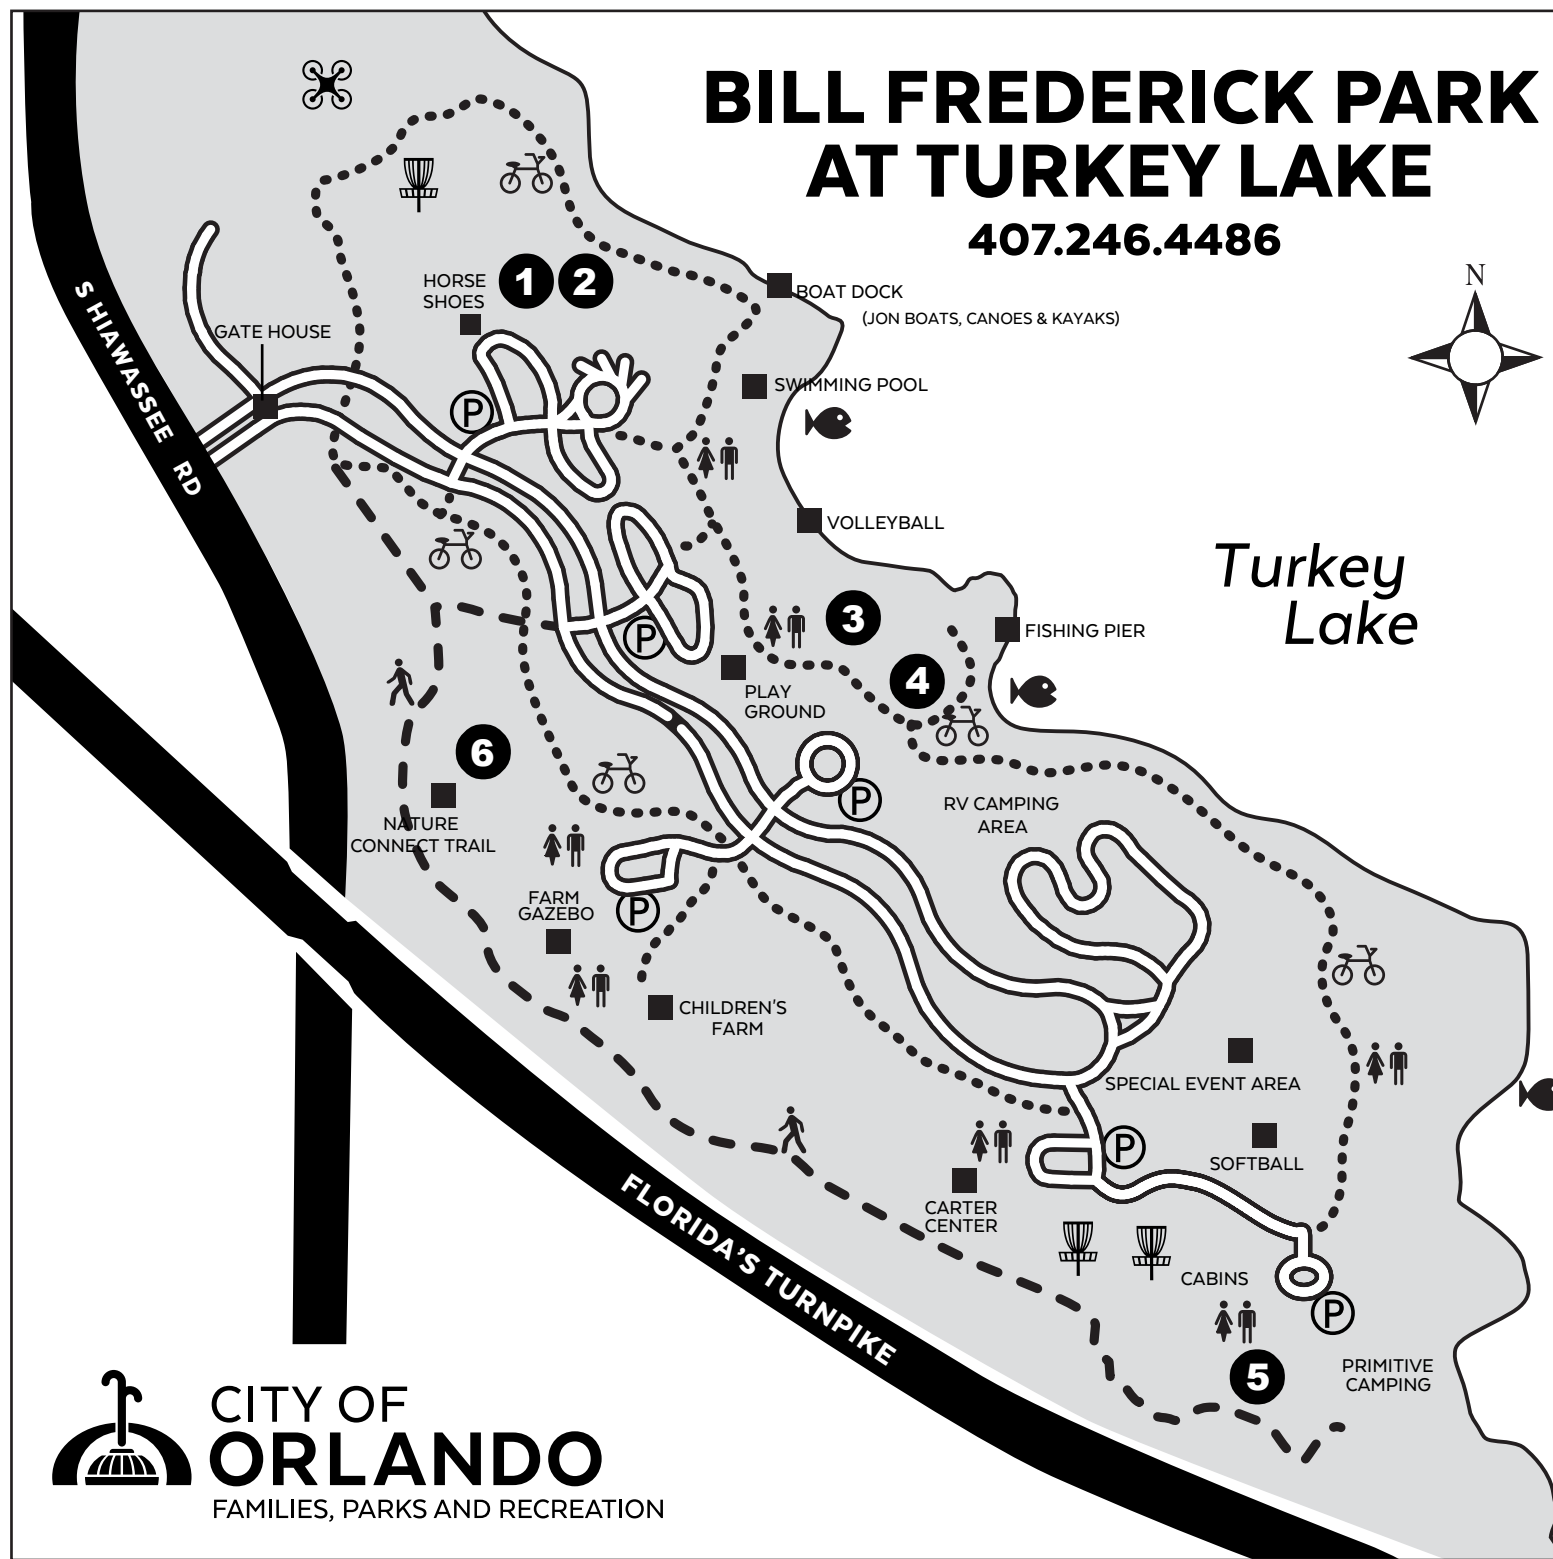 BILL FREDERICK PARK
AT TURKEY LAKE
407.246.4486
N
HORSE
SHOES
1
2
BOAT DOCK
(JON BOATS, CANOES & KAYAKS)
GATE HOUSE
S HIAWASSEE RD
SWIMMING POOL
P
VOLLEYBALL
Turkey
Lake
3
FISHING PIER
P
4
PLAY
GROUND
6
P
RV CAMPING
AREA
NATURE
CONNECT TRAIL
FARM
GAZEBO
P
CHILDREN'S
FARM
SPECIAL EVENT AREA
P
SOFTBALL
CARTER
CENTER
FLORIDA'S TURNPIKE
CABINS
P
5
PRIMITIVE
CAMPING
CITY OF
ORLANDO
FAMILIES, PARKS AND RECREATION